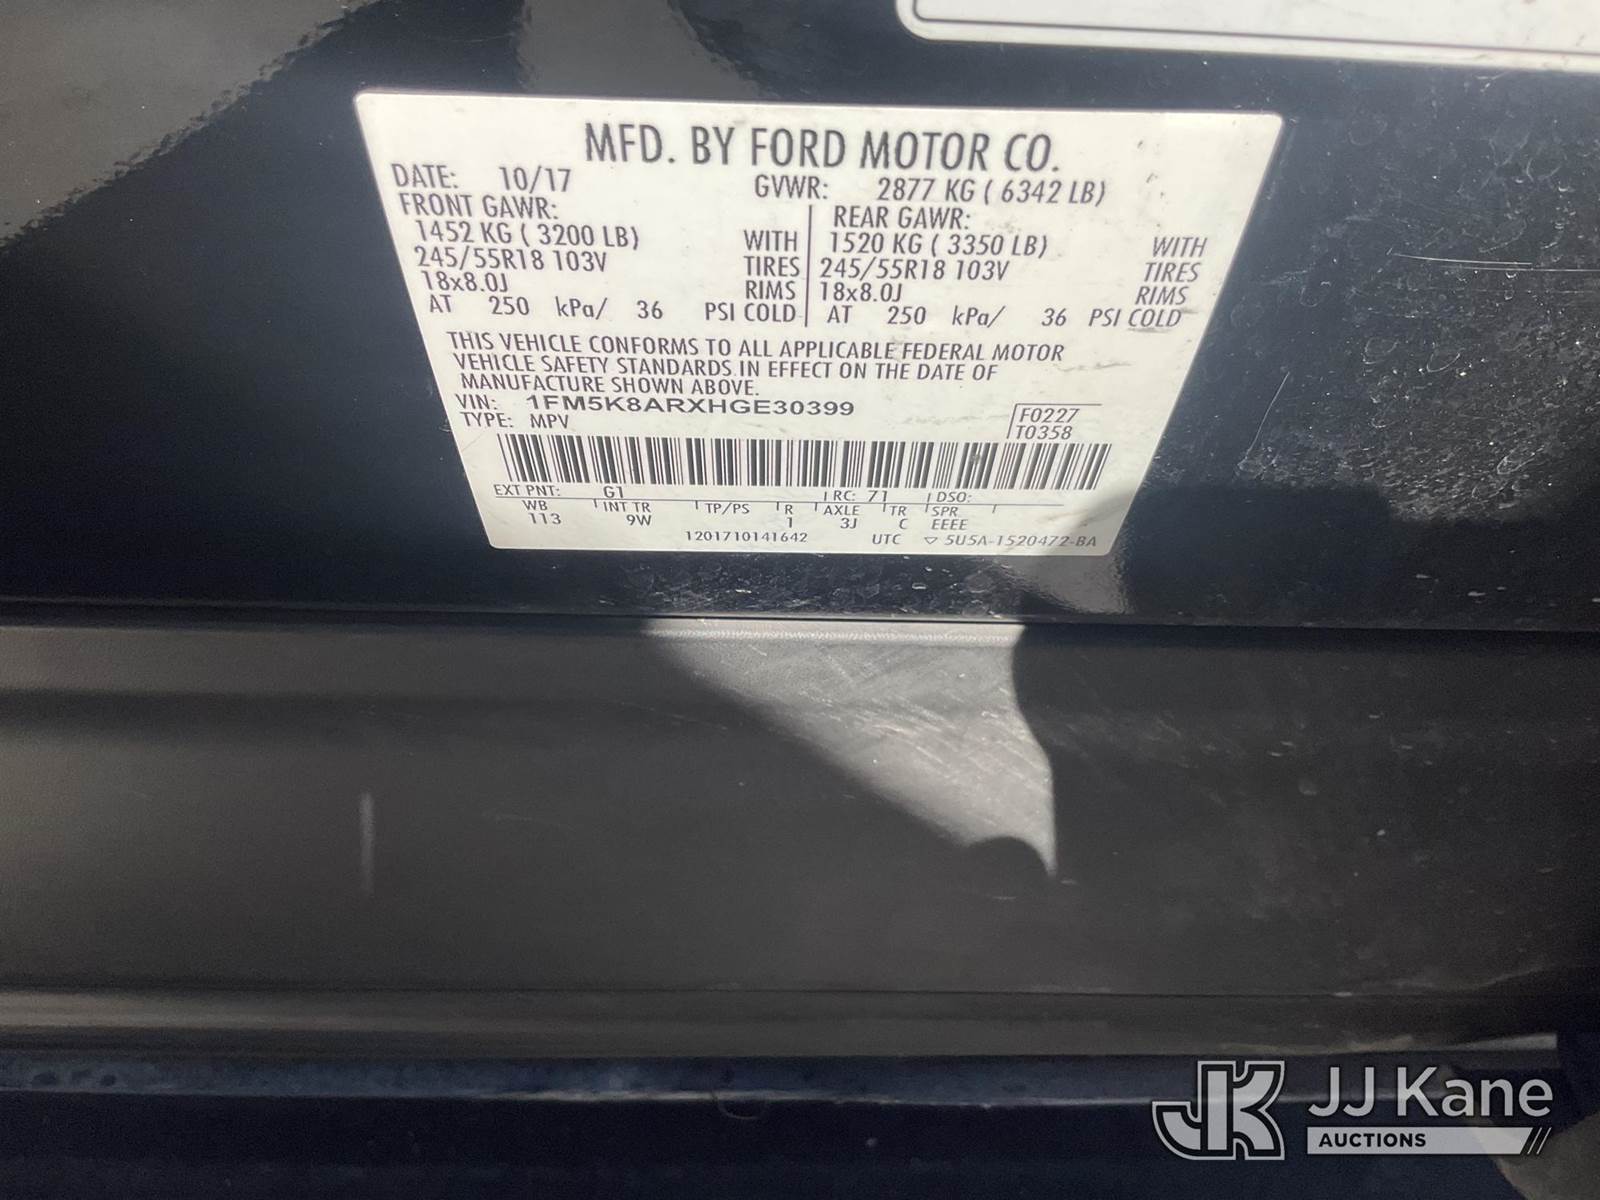 MFD. BY FORD MOTOR CO.
DATE: 10/17 GVWR: 2877 KG ( 6342 LB)
FRONT GAWR: REAR GAWR:
1452 KG ( 3200 LB) WITH 1520 KG ( 3350 LB) WITH
245/55R18 103V TIRES 245/55R18 103V TIRES
18x8.0J RIMS 18x8.0J RIMS
AT 250 kPa/ 36 PSI COLD AT 250 kPa/ 36 PSI COLD
THIS VEHICLE CONFORMS TO ALL APPLICABLE FEDERAL MOTOR
VEHICLE SAFETY STANDARDS IN EFFECT ON THE DATE OF
MANUFACTURE SHOWN ABOVE.
VIN: 1FM5K8ARXHGE30399 F0227
TYPE: MPV T0358
EXT PNT: G1 RC: 71 DSO:
WB INT TR TP/PS R AXLE TR SPR
113 9W 1 3J C EEEE
1201710141642 UTC ▽ 5U5A-1520472-BA
JK JJ Kane
AUCTIONS